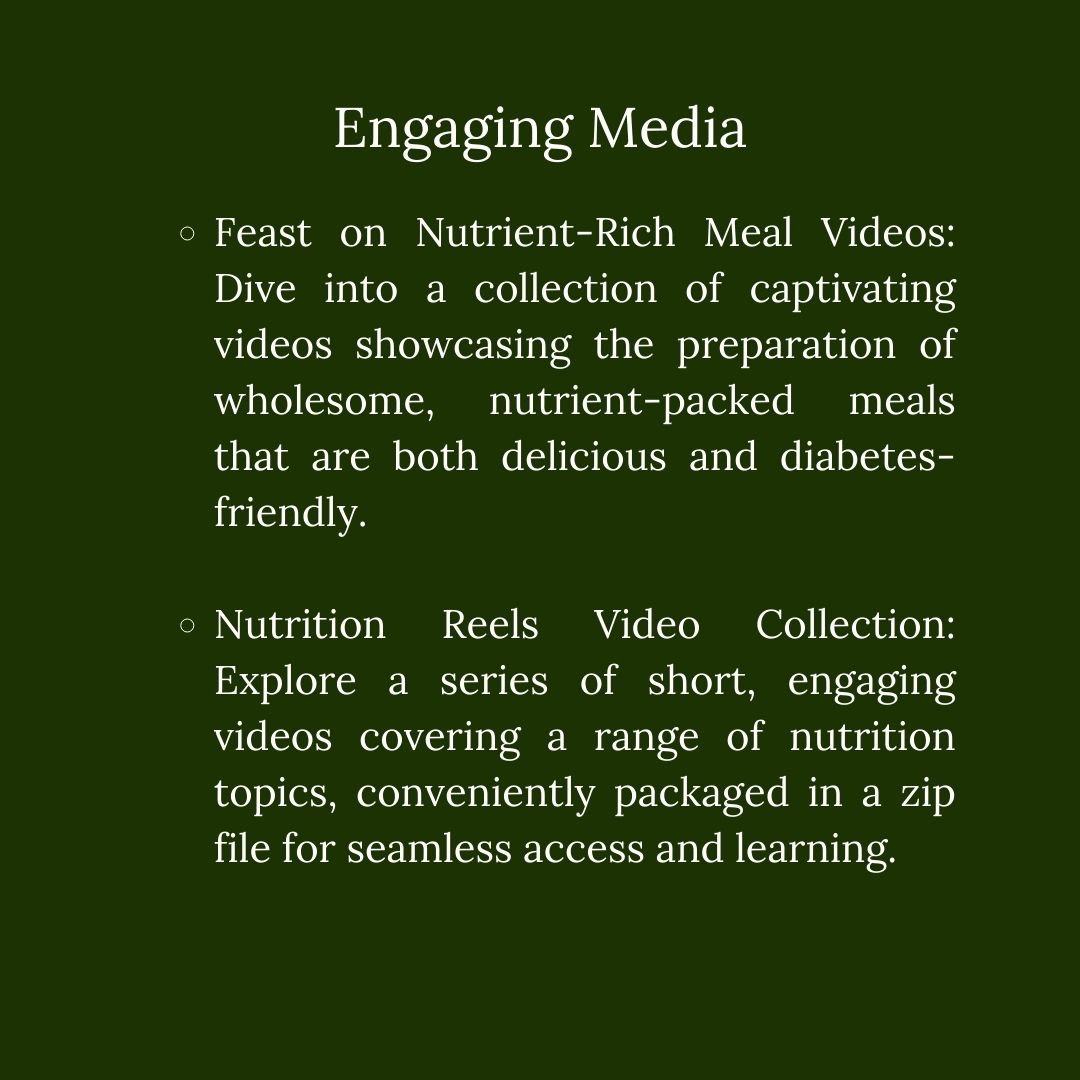 Engaging Media
Feast on Nutrient-Rich Meal Videos:
Dive into a collection of captivating
videos showcasing the preparation of
wholesome, nutrient-packed meals
that are both delicious and diabetes-
friendly.
Nutrition Reels Video Collection:
Explore a series of short, engaging
videos covering a range of nutrition
topics, conveniently packaged in a zip
file for seamless access and learning.